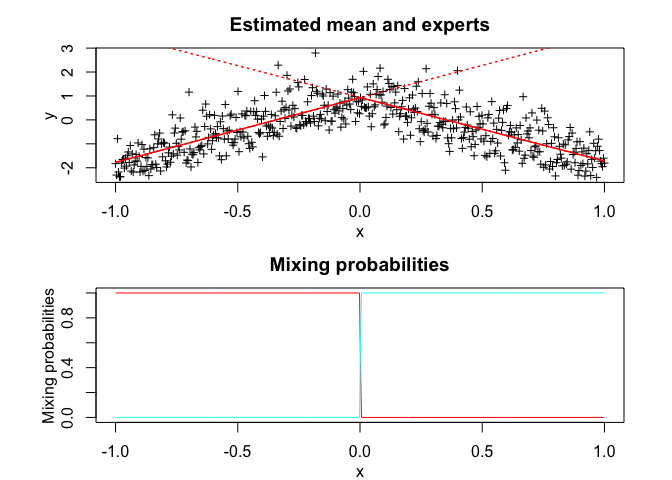 Estimated mean and experts
y
3
2
1
0
-2
-1.0 -0.5 0.0 0.5 1.0
x
Mixing probabilities
Mixing probabilities
0.8
0.4
0.0
-1.0 -0.5 0.0 0.5 1.0
x